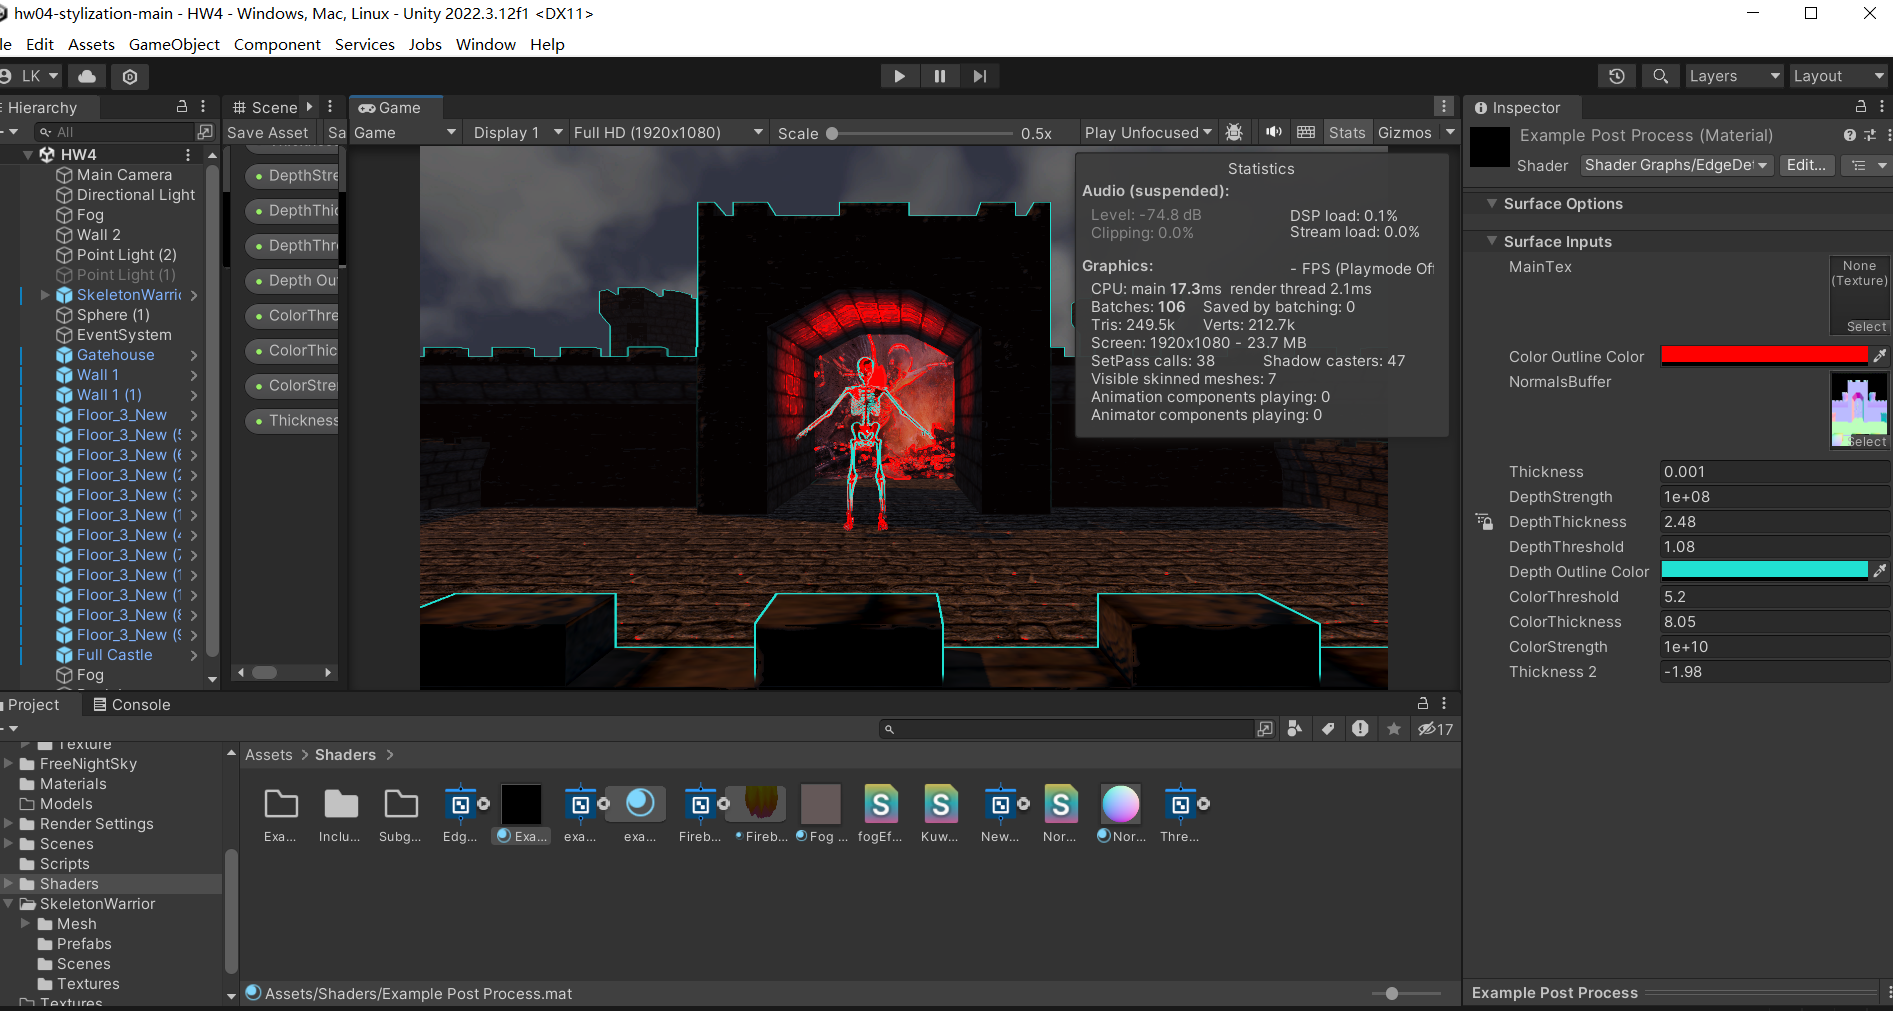 hw04-stylization-main - HW4 - Windows, Mac, Linux - Unity 2022.3.12f1 <DX11>
le Edit Assets GameObject Component Services Jobs Window Help
LK Layers Layout
Hierarchy
All
HW4
Main Camera
Directional Light
Fog
Wall 2
Point Light (2)
Point Light (1)
SkeletonWarri
Sphere (1)
EventSystem
Gatehouse
Wall 1
Wall 1 (1)
Floor_3_New
Floor_3_New (5
Floor_3_New (6
Floor_3_New (2
Floor_3_New (3
Floor_3_New (1
Floor_3_New (4
Floor_3_New (7
Floor_3_New (1
Floor_3_New (1
Floor_3_New (8
Floor_3_New (9
Full Castle
Fog
Scene
Save Asset Sa
DepthStre
DepthThic
DepthThre
Depth Ou
ColorThre
ColorThic
ColorStre
Thickness
Game
Game Display 1 Full HD (1920x1080) Scale 0.5x Play Unfocused Stats Gizmos
Statistics
Audio (suspended):
Level: -74.8 dB DSP load: 0.1%
Clipping: 0.0% Stream load: 0.0%
Graphics: - FPS (Playmode Off
CPU: main 17.3ms render thread 2.1ms
Batches: 106 Saved by batching: 0
Tris: 249.5k Verts: 212.7k
Screen: 1920x1080 - 23.7 MB
SetPass calls: 38 Shadow casters: 47
Visible skinned meshes: 7
Animation components playing: 0
Animator components playing: 0
Inspector
Example Post Process (Material)
Shader Shader Graphs/EdgeDe Edit...
Surface Options
Surface Inputs
MainTex None (Texture) Select
Color Outline Color
NormalsBuffer Select
Thickness 0.001
DepthStrength 1e+08
DepthThickness 2.48
DepthThreshold 1.08
Depth Outline Color
ColorThreshold 5.2
ColorThickness 8.05
ColorStrength 1e+10
Thickness 2 -1.98
Example Post Process
Project Console
17
Texture
FreeNightSky
Materials
Models
Render Settings
Scenes
Scripts
Shaders
SkeletonWarrior
Mesh
Prefabs
Scenes
Textures
Textures
Assets > Shaders >
Exa... Inclu... Subg... Edg... Exa... exa... exa... Fireb... Fireb... Fog ... fogEf... Kuw... New... Nor... Nor... Thre...
Assets/Shaders/Example Post Process.mat